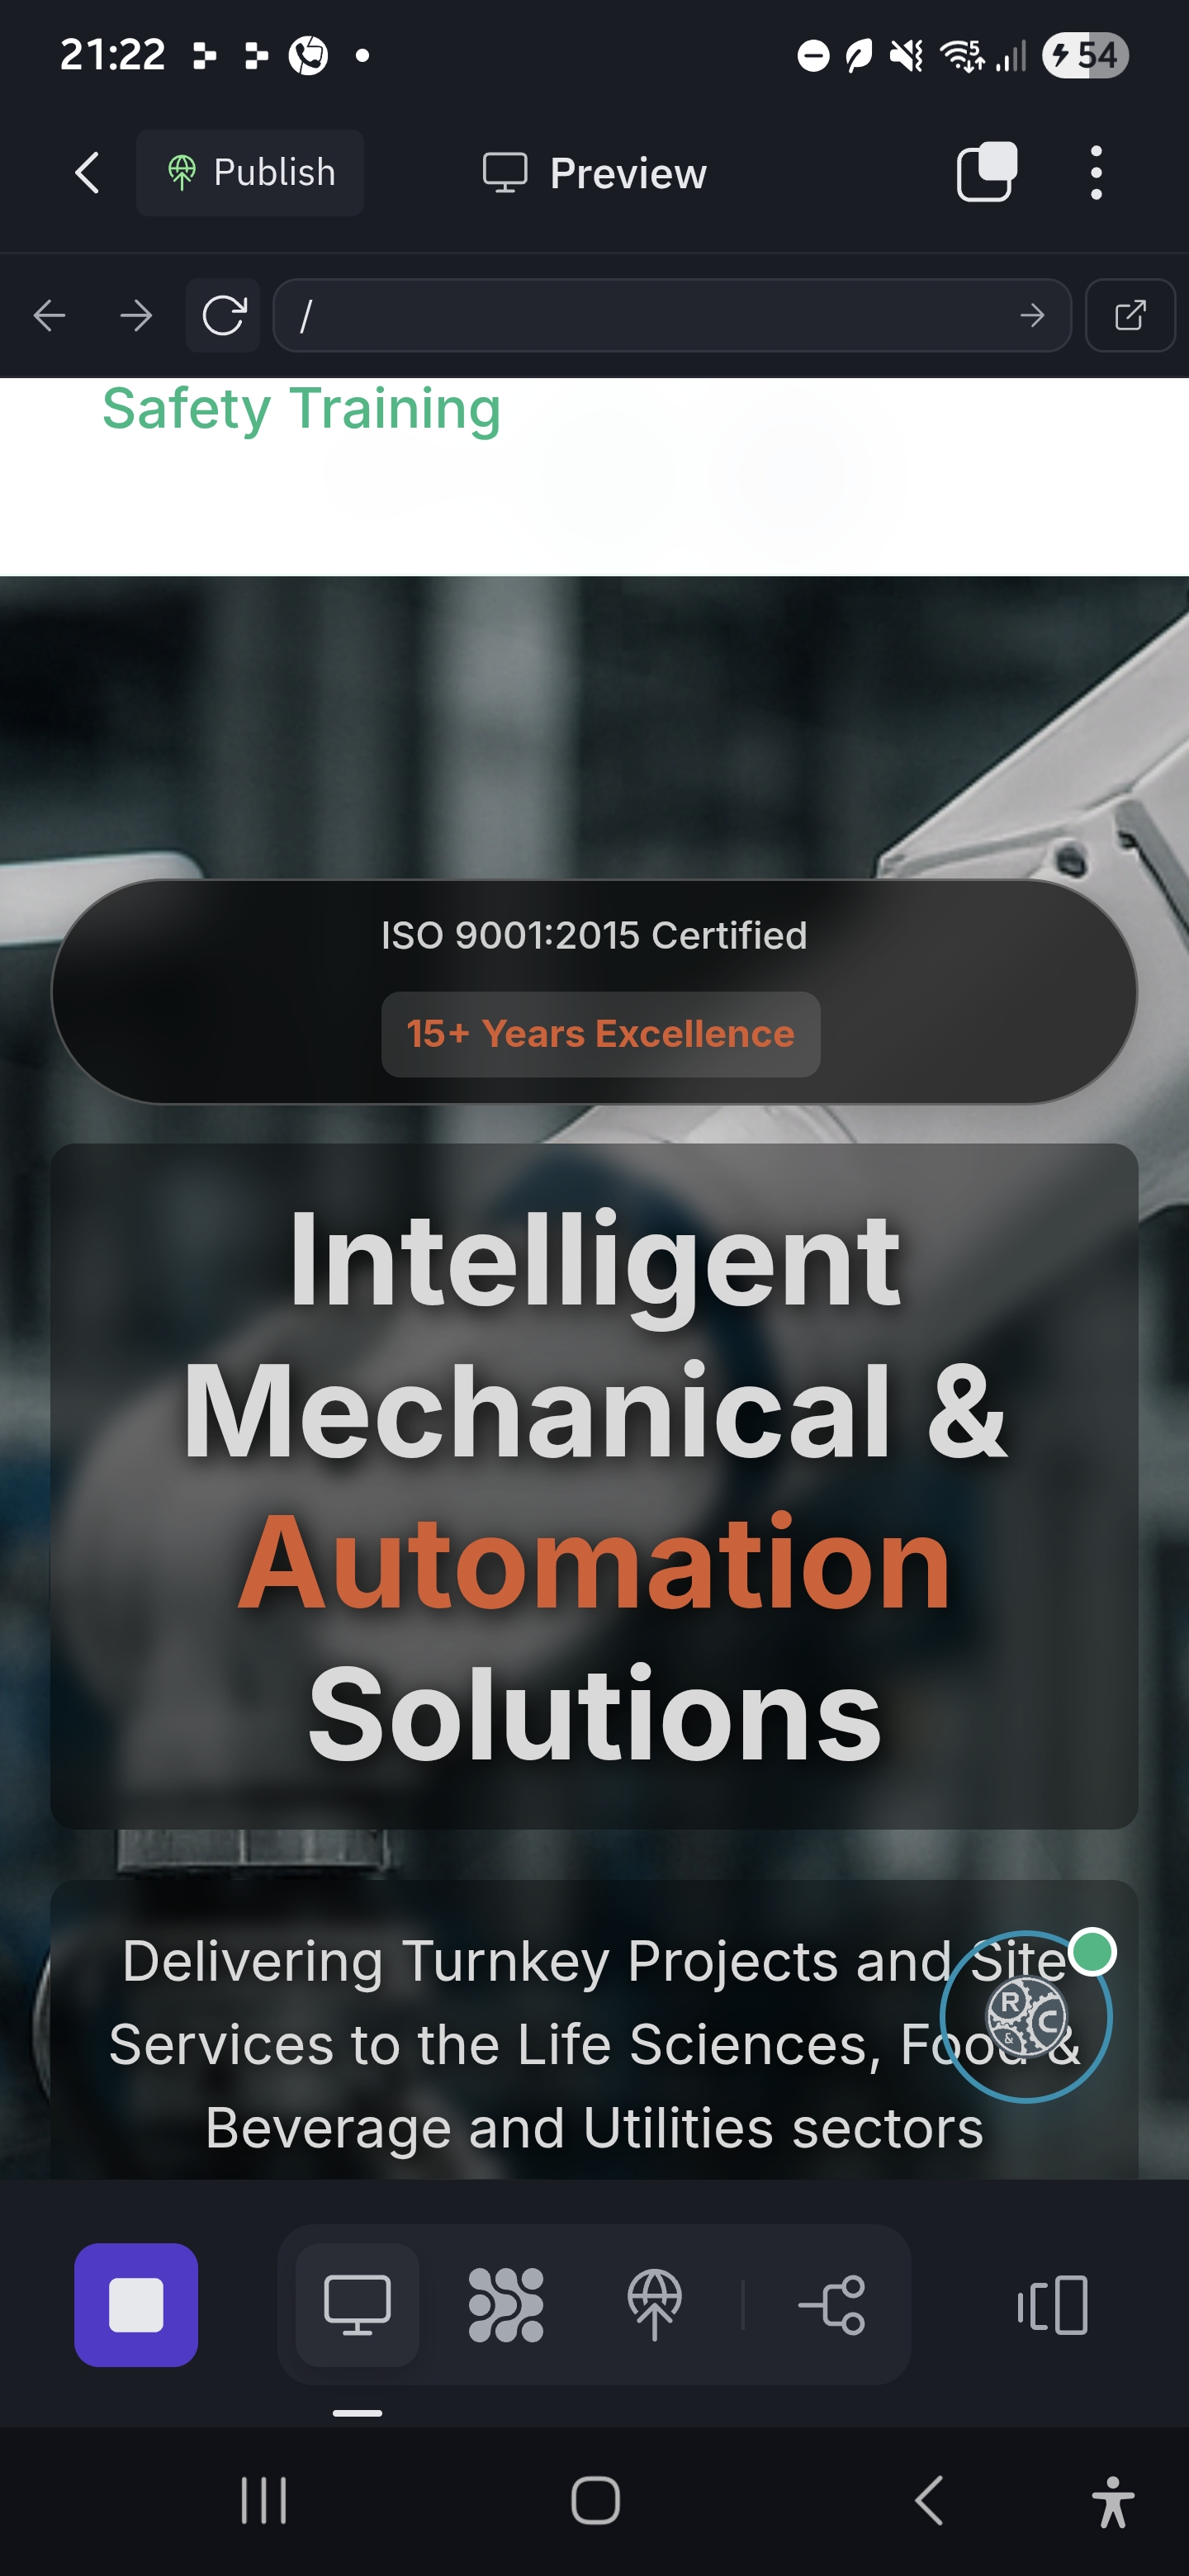 21:22
54
Publish
Preview
/
Safety Training
ISO 9001:2015 Certified
15+ Years Excellence
Intelligent
Mechanical &
Automation
Solutions
Delivering Turnkey Projects and Site
Services to the Life Sciences, Food &
Beverage and Utilities sectors
R
&
C